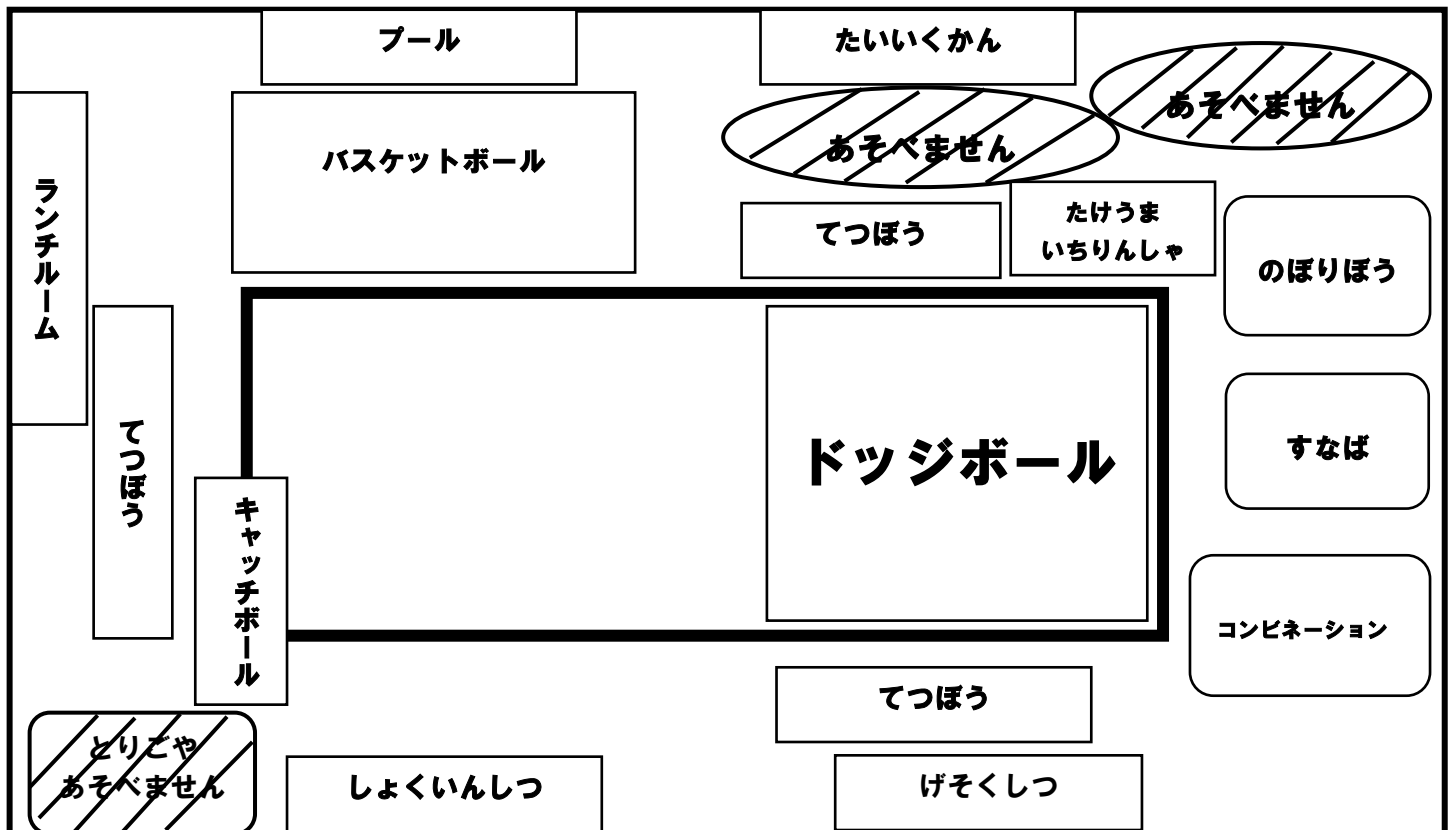 プール
たいいくかん
あそべません
あそべません
ランチルーム
バスケットボール
てつぼう
たけうま
いちりんしゃ
のぼりぼう
てつぼう
キャッチボール
ドッジボール
すなば
コンビネーション
てつぼう
とりごや
あそべません
しょくいんしつ
げそくしつ